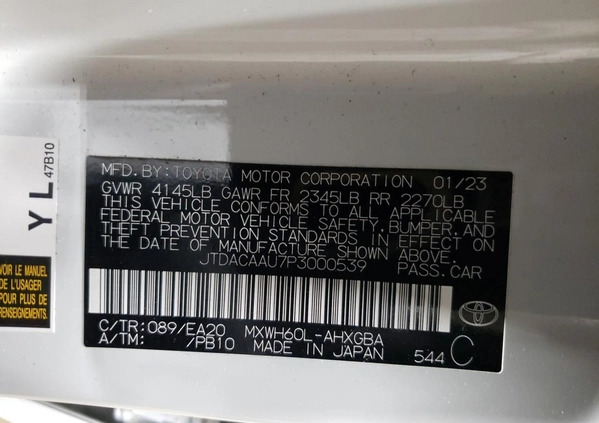 MFD.BY:TOYOTA MOTOR CORPORATION 01/23
GVWR 4145LB GAWR FR 2345LB RR 2270LB
THIS VEHICLE CONFORMS TO ALL APPLICABLE
FEDERAL MOTOR VEHICLE SAFETY, BUMPER, AND
THEFT PREVENTION STANDARDS IN EFFECT ON
THE DATE OF MANUFACTURE SHOWN ABOVE.
JTDACAAU7P3000539 PASS.CAR
C/TR:089/EA20 MXWH60L-AHXGBA
A/TM: /PB10 MADE IN JAPAN 544 C
YL
47B10
VOIR LE MANUEL
DE L'USAGER
POUR PLUS DE
RENSEIGNEMENTS.